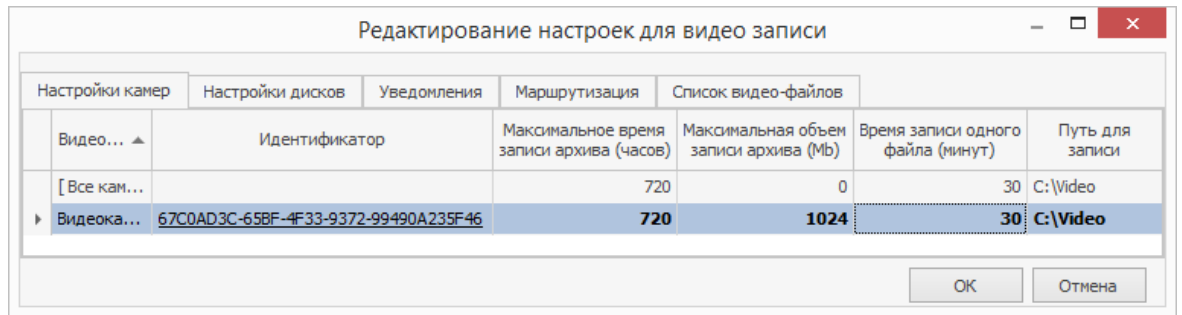 Редактирование настроек для видео записи
Настройки камер Настройки дисков Уведомления Маршрутизация Список видео-файлов
Видео... Идентификатор Максимальное время записи архива (часов) Максимальная объем записи архива (Mb) Время записи одного файла (минут) Путь для записи
[Все кам... 720 0 30 C:\Video
Видеока... 67C0AD3C-65BF-4F33-9372-99490A235F46 720 1024 30 C:\Video
ОК Отмена